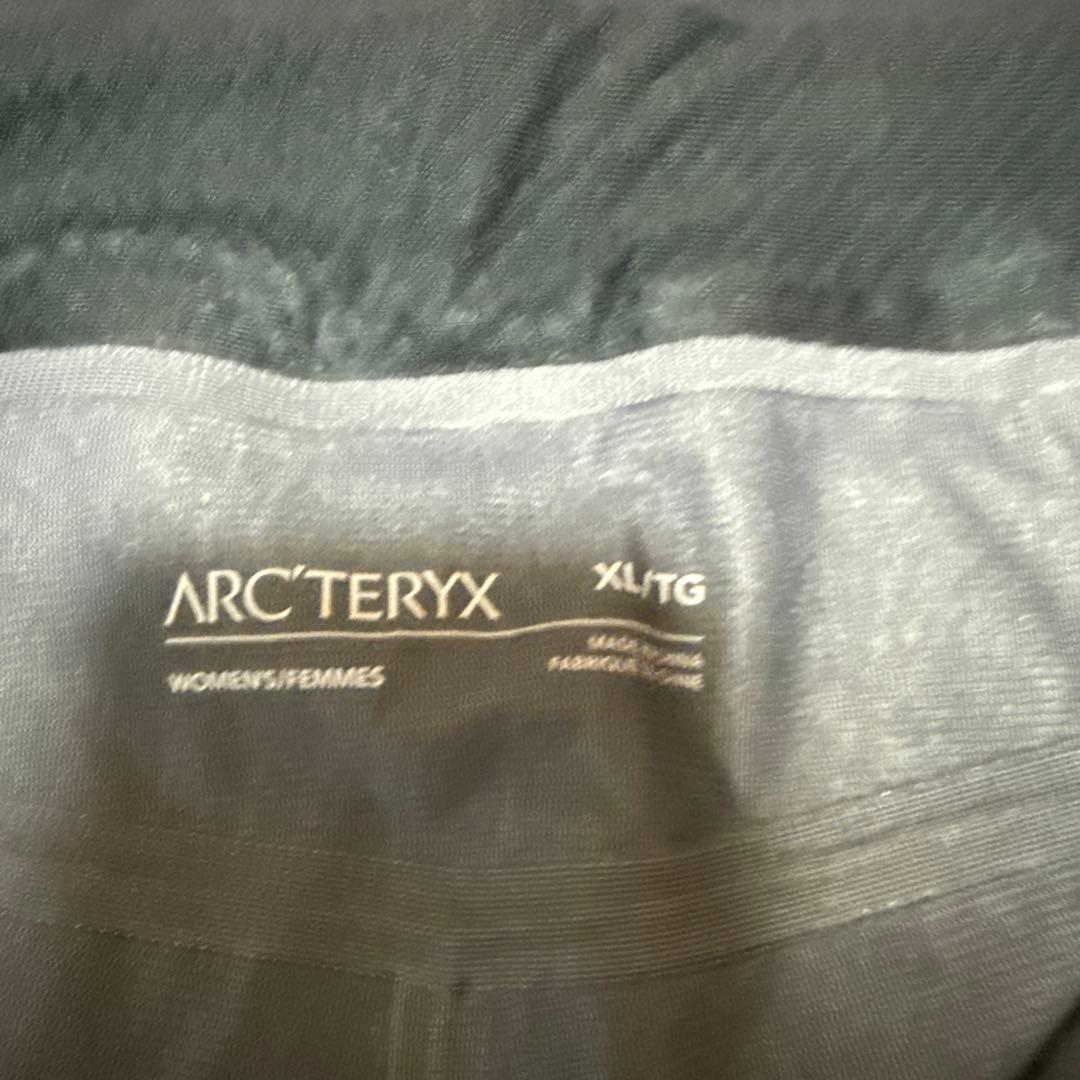 ARC'TERYX
XL/TG
WOMEN'S/FEMMES
MADE IN CHINA
FABRIQUÉ EN CHINE